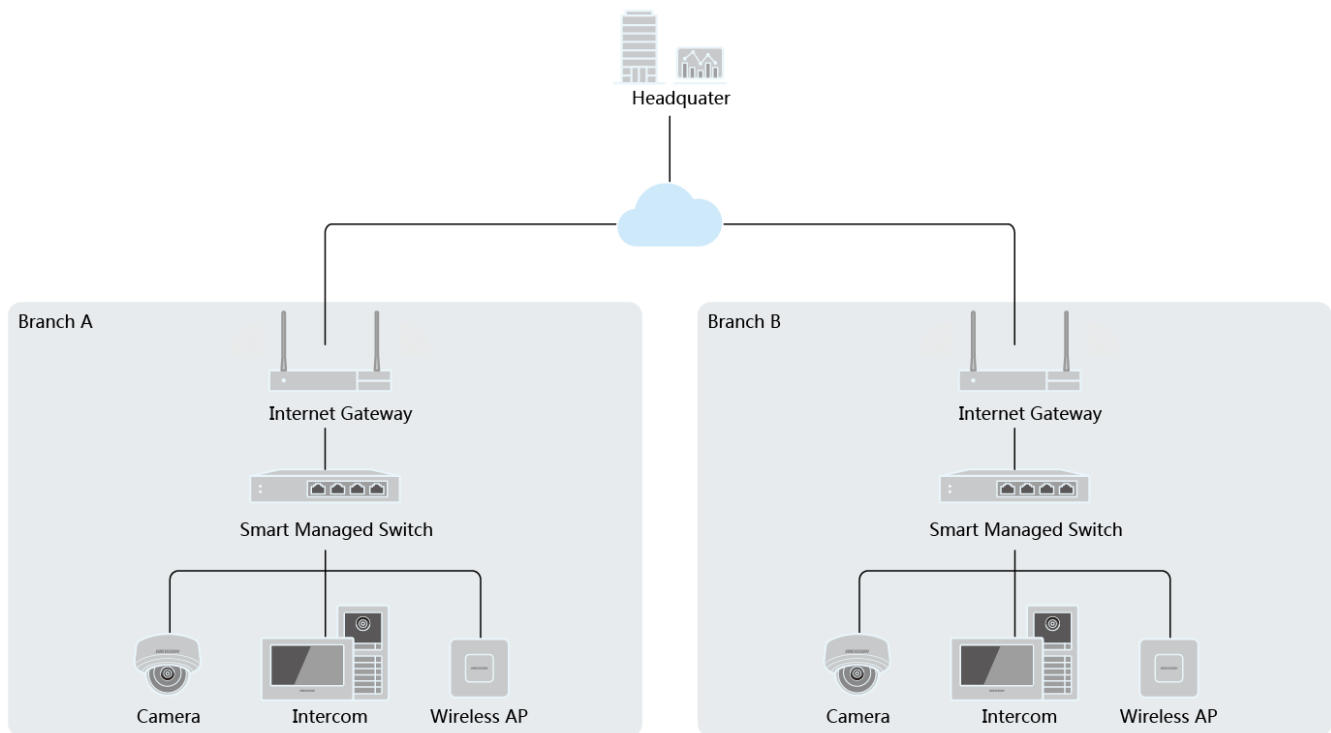 Headquater
Branch A
Branch B
Internet Gateway
Internet Gateway
Smart Managed Switch
Smart Managed Switch
Camera
Intercom
Wireless AP
Camera
Intercom
Wireless AP